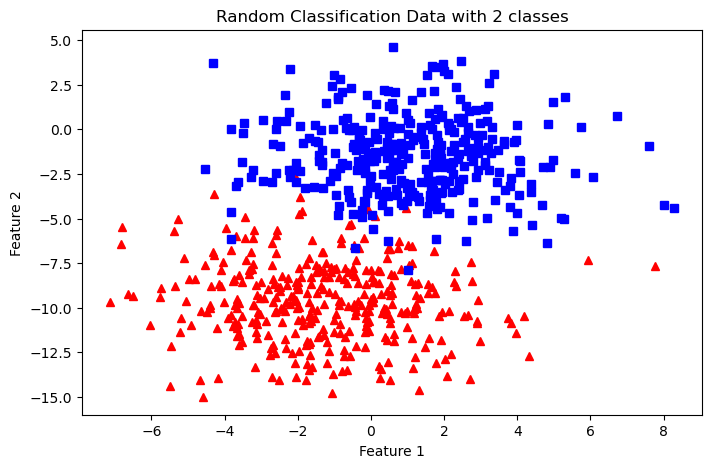 Random Classification Data with 2 classes
5.0
2.5
0.0
−2.5
−5.0
−7.5
−10.0
−12.5
−15.0
Feature 2
−6 −4 −2 0 2 4 6 8
Feature 1